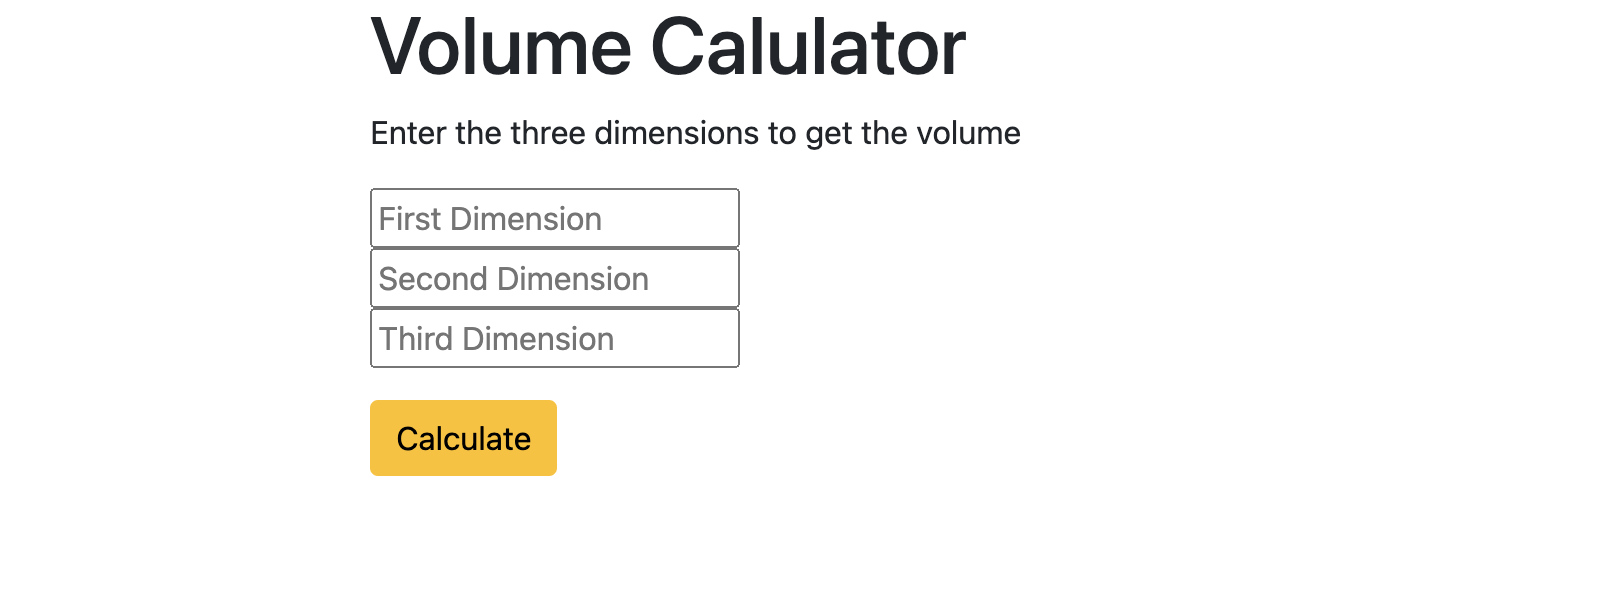 Volume Calulator
Enter the three dimensions to get the volume
First Dimension
Second Dimension
Third Dimension
Calculate